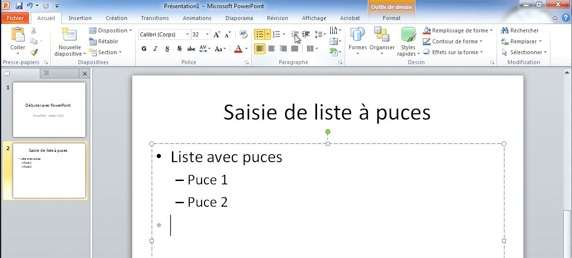 Présentation1 - Microsoft PowerPoint
Outils de dessin
Fichier Accueil Insertion Création Transitions Animations Diaporama Révision Affichage Format
Coller
Nouvelle diapositive
Disposition
Rétablir
Section
Calibri (Corps) 32
Formes Organiser Styles rapides
Remplissage de forme
Contour de forme
Effets sur la forme
Rechercher
Remplacer
Sélectionner
Presse-papiers Diapositives Police Paragraphe Dessin Modification
1
Débuter avec PowerPoint
2
Saisie de liste à puces
Saisie de liste à puces
• Liste avec puces
– Puce 1
– Puce 2